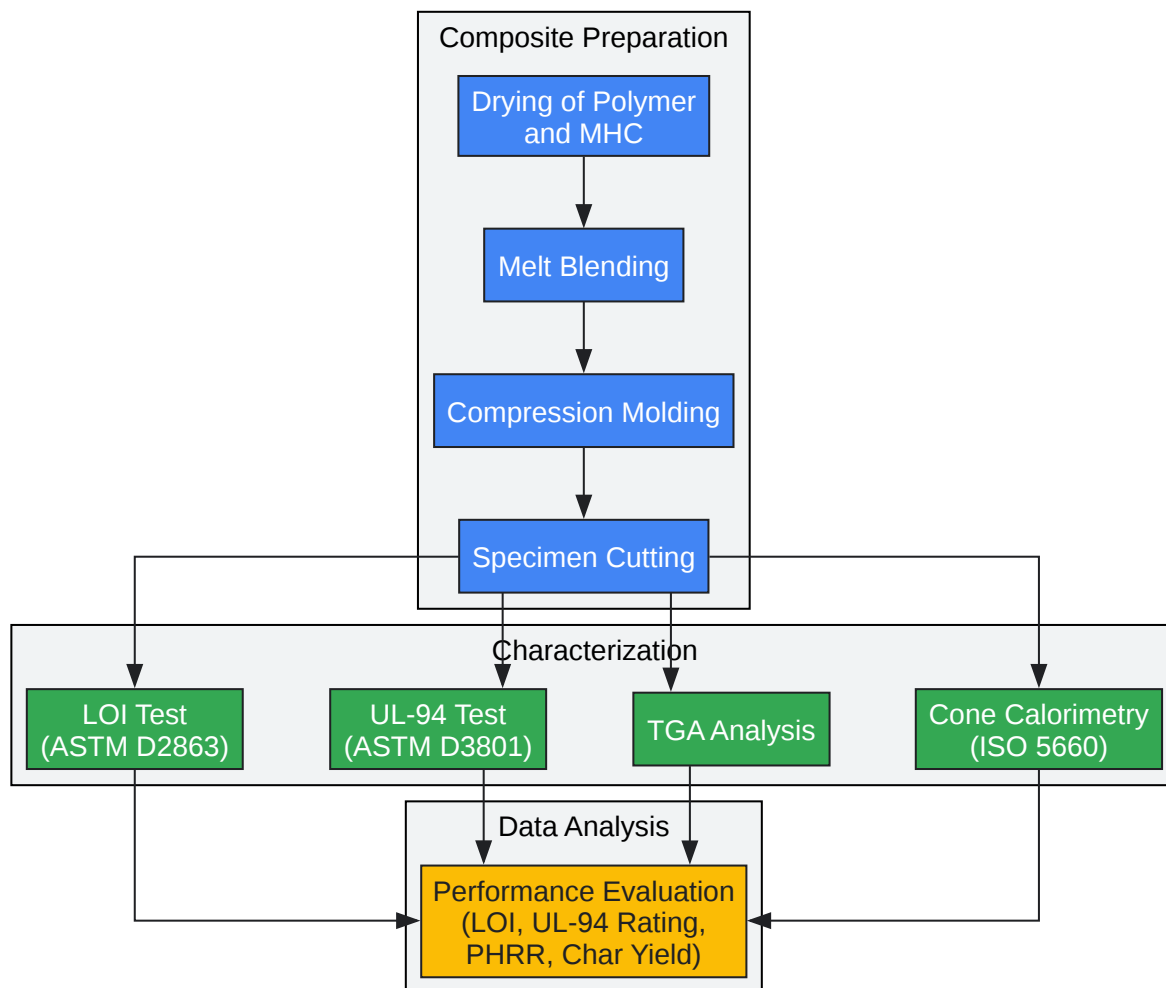 Composite Preparation
Drying of Polymer
and MHC
Melt Blending
Compression Molding
Specimen Cutting
Characterization
LOI Test
(ASTM D2863)
UL-94 Test
(ASTM D3801)
TGA Analysis
Cone Calorimetry
(ISO 5660)
Data Analysis
Performance Evaluation
(LOI, UL-94 Rating,
PHRR, Char Yield)